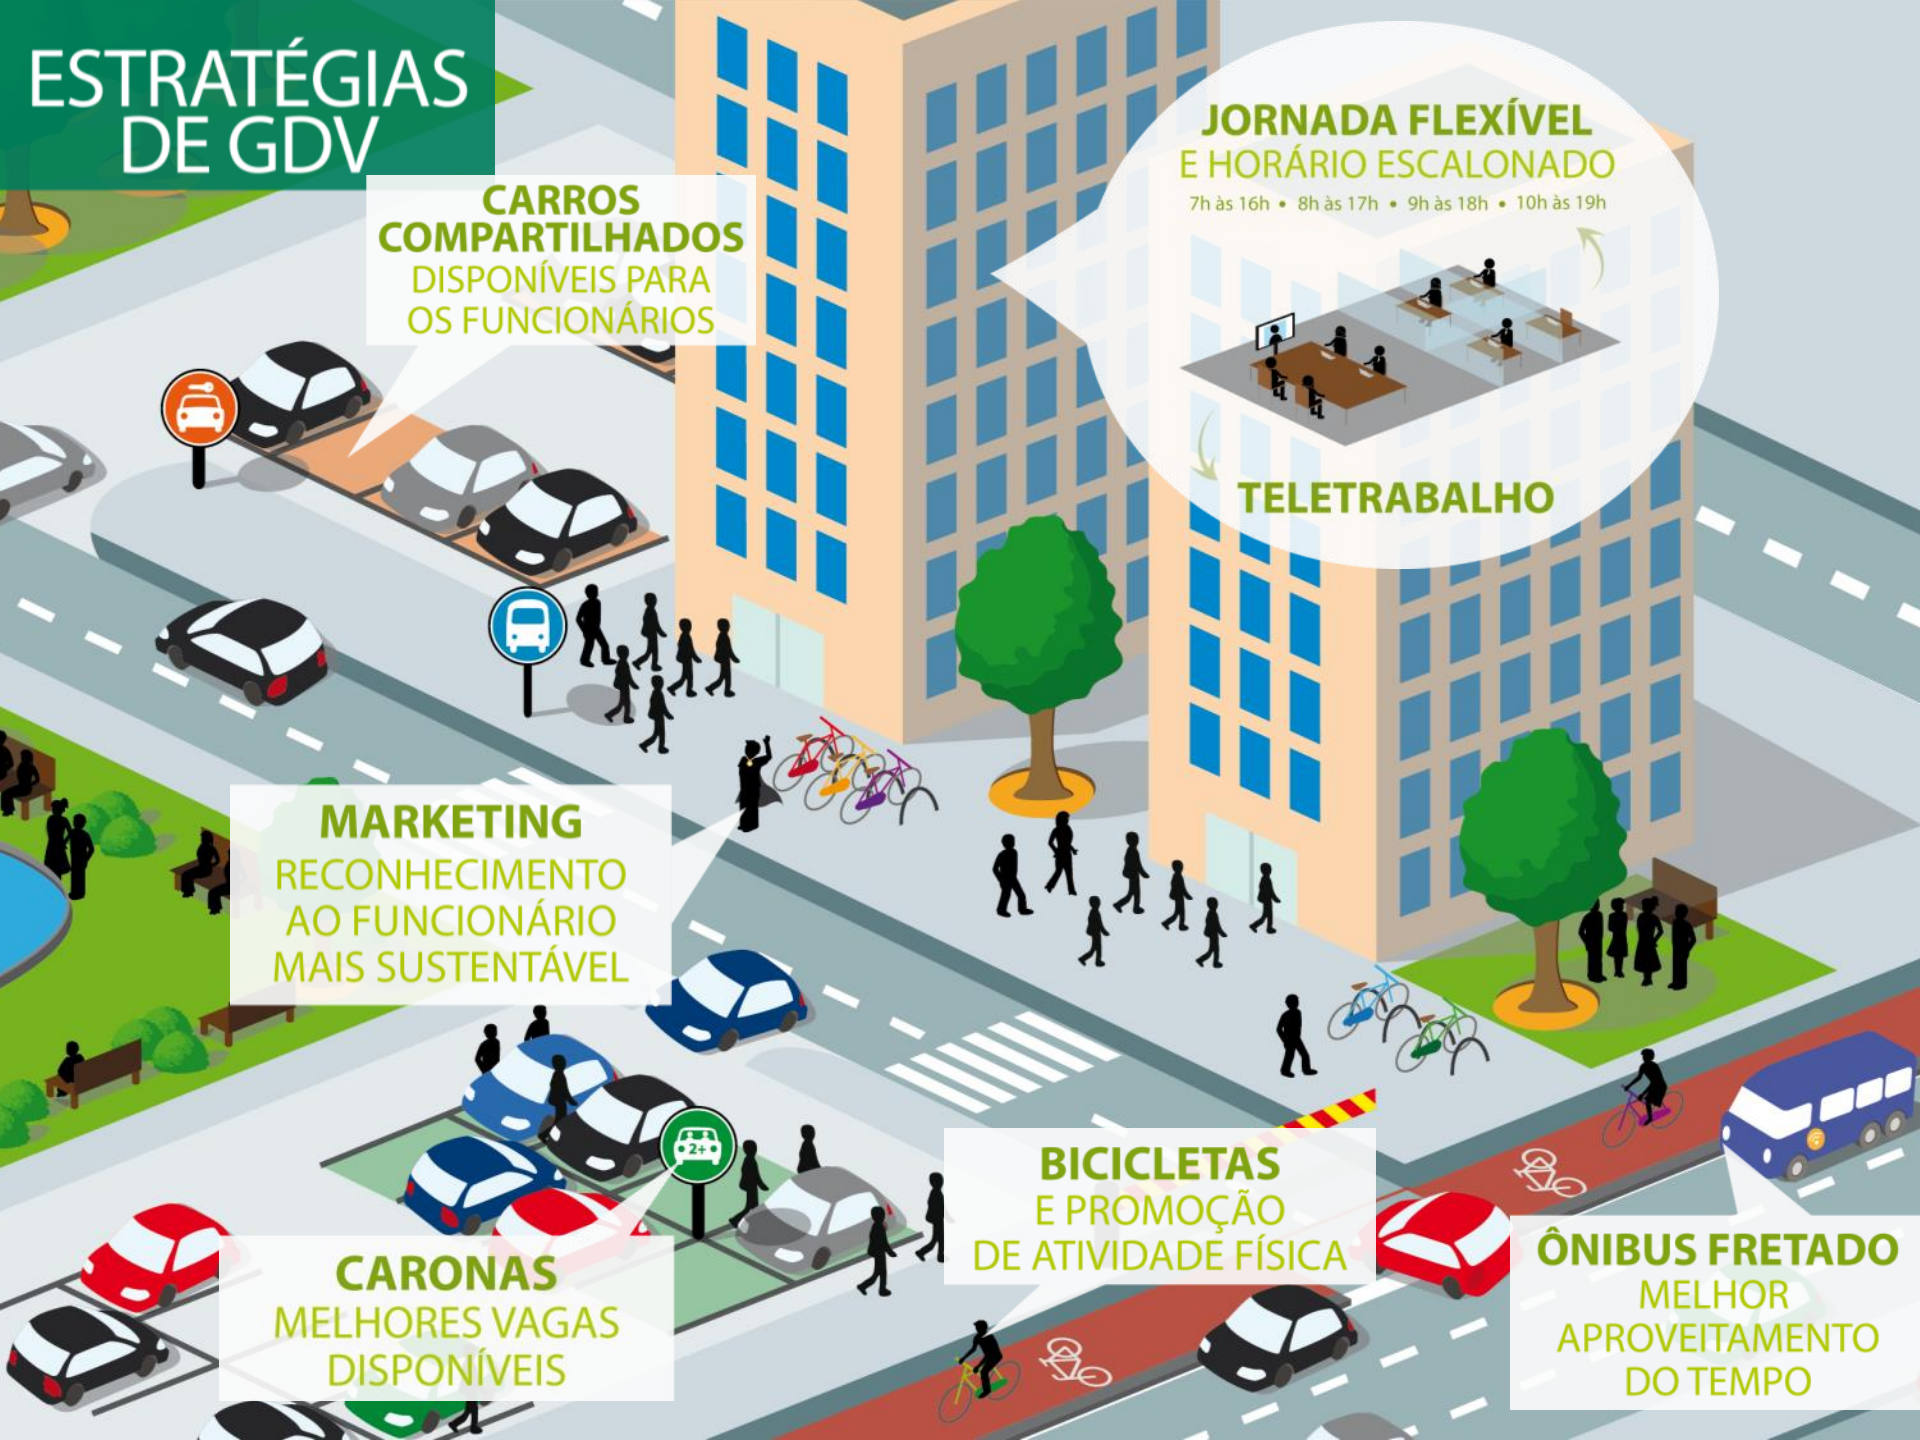 ESTRATÉGIAS
DE GDV
CARROS
COMPARTILHADOS
DISPONÍVEIS PARA
OS FUNCIONÁRIOS
JORNADA FLEXÍVEL
E HORÁRIO ESCALONADO
7h às 16h • 8h às 17h • 9h às 18h • 10h às 19h
TELETRABALHO
MARKETING
RECONHECIMENTO
AO FUNCIONÁRIO
MAIS SUSTENTÁVEL
2+
CARONAS
MELHORES VAGAS
DISPONÍVEIS
BICICLETAS
E PROMOÇÃO
DE ATIVIDADE FÍSICA
ÔNIBUS FRETADO
MELHOR
APROVEITAMENTO
DO TEMPO